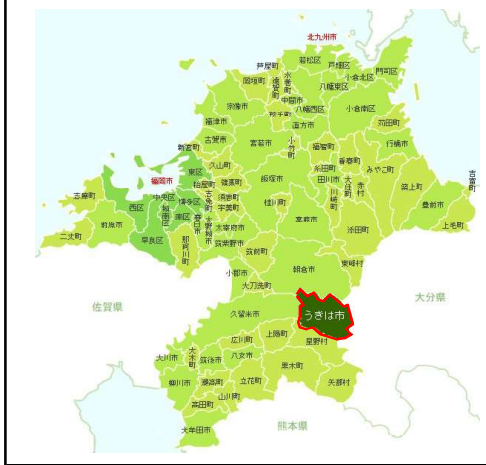 北九州市
芦屋町
若松区
戸畑区
門司区
小倉北区
岡垣町
遠賀町
水巻町
八幡東区
中間市
宗像市
八幡西区
小倉南区
鞍手町
苅田町
福津市
直方市
古賀市
宮若市
小竹町
福智町
行橋市
新宮町
香春町
みやこ町
東区
久山町
糸田町
福岡市
粕屋町
篠栗町
飯塚市
田川市
大任町
赤村
築上町
吉富町
志摩町
中央区
須恵町
西区
博多区
志免町
宇美町
桂川町
川崎町
豊前市
城南区
南区
春日市
大野城市
上毛町
前原市
太宰府市
嘉麻市
二丈町
早良区
那珂川町
筑紫野市
添田町
筑前町
小郡市
朝倉市
東峰村
大刀洗町
佐賀県
大分県
久留米市
うきは市
広川町
上陽町
星野村
大川市
大木町
筑後市
八女市
黒木町
柳川市
瀬高町
立花町
矢部村
山川町
高田町
大牟田市
熊本県